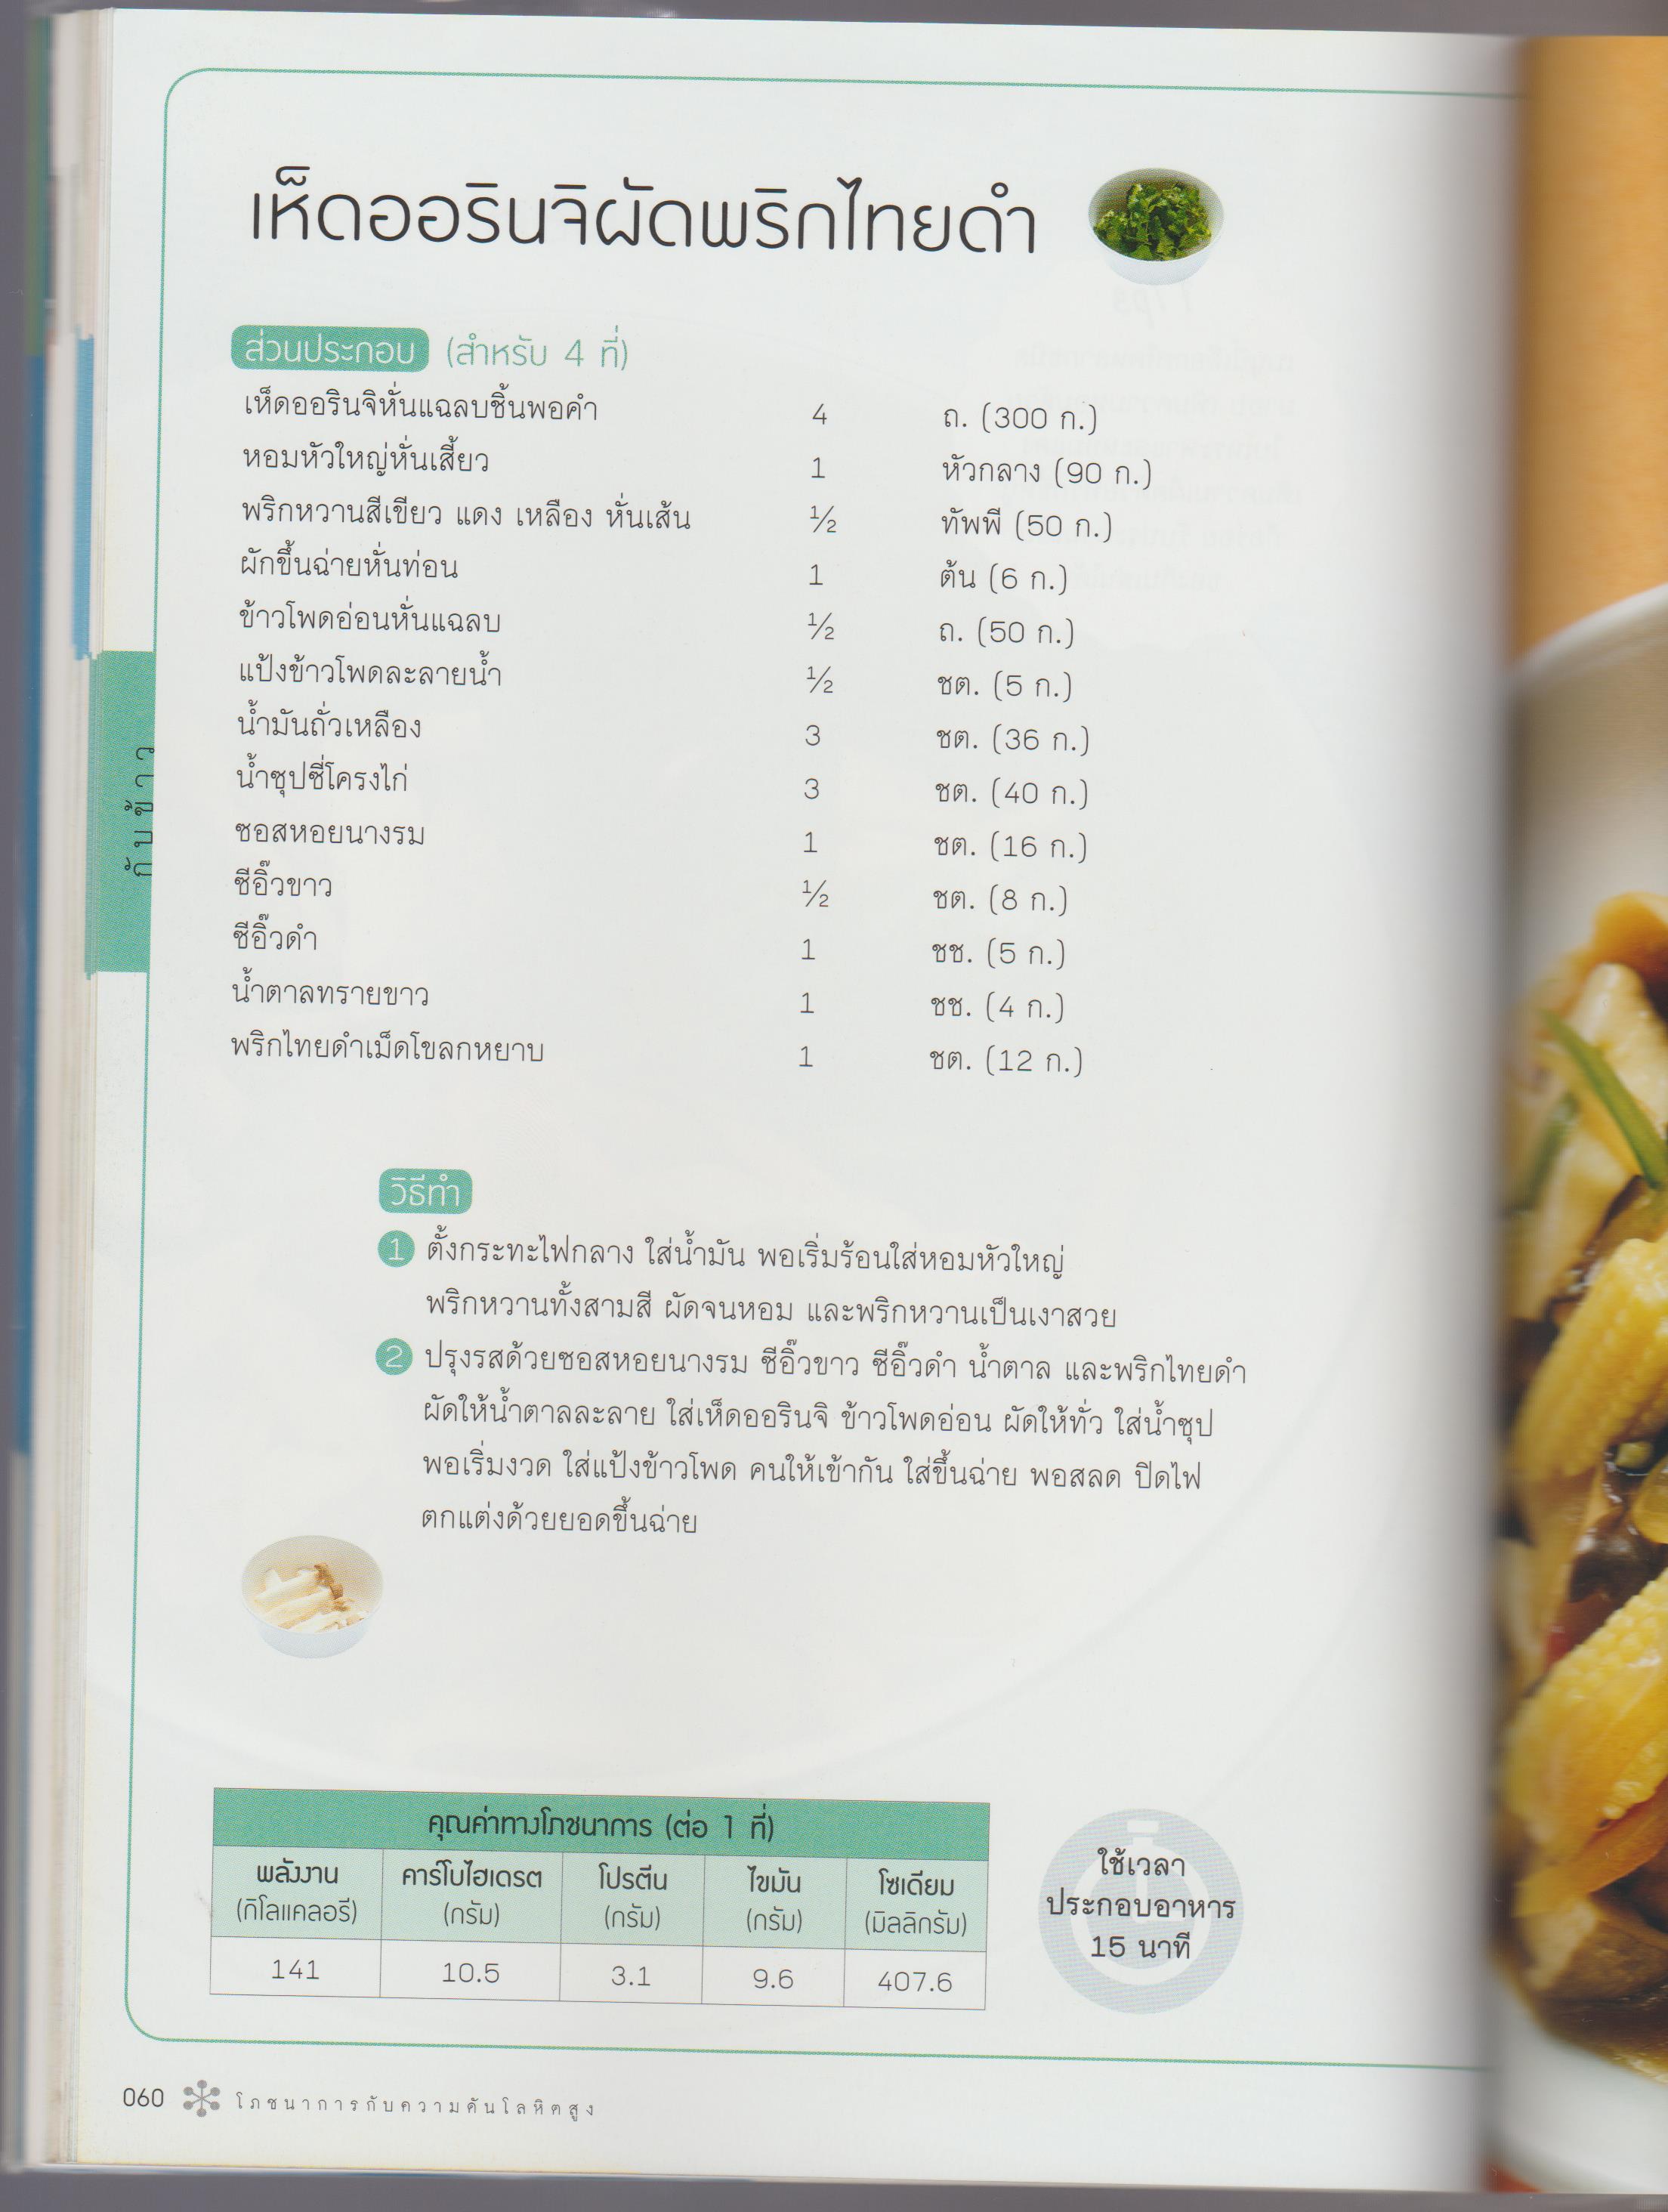 เห็ดออรินจิผัดพริกไทยดำ
ส่วนประกอบ (สำหรับ 4 ที่)
เห็ดออรินจิหั่นแฉลบชิ้นพอคำ 4 ถ. (300 ก.)
หอมหัวใหญ่หั่นเสี้ยว 1 หัวกลาง (90 ก.)
พริกหวานสีเขียว แดง เหลือง หั่นเส้น ½ ทัพพี (50 ก.)
ผักขึ้นฉ่ายหั่นท่อน 1 ต้น (6 ก.)
ข้าวโพดอ่อนหั่นแฉลบ ½ ถ. (50 ก.)
แป้งข้าวโพดละลายน้ำ ½ ชต. (5 ก.)
น้ำมันถั่วเหลือง 3 ชต. (36 ก.)
น้ำซุปซี่โครงไก่ 3 ชต. (40 ก.)
ซอสหอยนางรม 1 ชต. (16 ก.)
ซีอิ๊วขาว ½ ชต. (8 ก.)
ซีอิ๊วดำ 1 ชช. (5 ก.)
น้ำตาลทรายขาว 1 ชช. (4 ก.)
พริกไทยดำเม็ดโขลกหยาบ 1 ชต. (12 ก.)
กับข้าว
วิธีทำ
1 ตั้งกระทะไฟกลาง ใส่น้ำมัน พอเริ่มร้อนใส่หอมหัวใหญ่
พริกหวานทั้งสามสี ผัดจนหอม และพริกหวานเป็นเงาสวย
2 ปรุงรสด้วยซอสหอยนางรม ซีอิ๊วขาว ซีอิ๊วดำ น้ำตาล และพริกไทยดำ
ผัดให้น้ำตาลละลาย ใส่เห็ดออรินจิ ข้าวโพดอ่อน ผัดให้ทั่ว ใส่น้ำซุป
พอเริ่มงวด ใส่แป้งข้าวโพด คนให้เข้ากัน ใส่ขึ้นฉ่าย พอสลด ปิดไฟ
ตกแต่งด้วยยอดขึ้นฉ่าย
คุณค่าทางโภชนาการ (ต่อ 1 ที่)
พลังงาน คาร์โบไฮเดรต โปรตีน ไขมัน โซเดียม
(กิโลแคลอรี) (กรัม) (กรัม) (กรัม) (มิลลิกรัม)
141 10.5 3.1 9.6 407.6
ใช้เวลา
ประกอบอาหาร
15 นาที
060 โภชนาการกับความดันโลหิตสูง